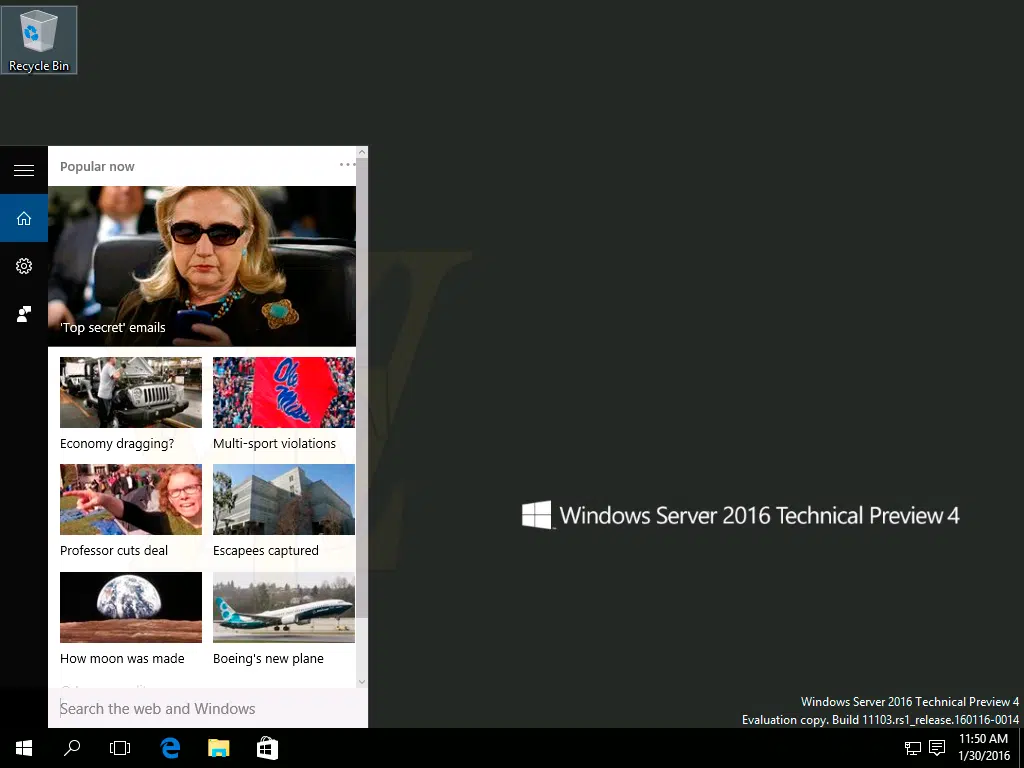 Recycle Bin
Popular now
'Top secret' emails
Ole Miss
Economy dragging?
Multi-sport violations
Professor cuts deal
Escapees captured
How moon was made
Boeing's new plane
Search the web and Windows
Windows Server 2016 Technical Preview 4
Windows Server 2016 Technical Preview 4
Evaluation copy. Build 11103.rs1_release.160116-0014
11:50 AM
1/30/2016